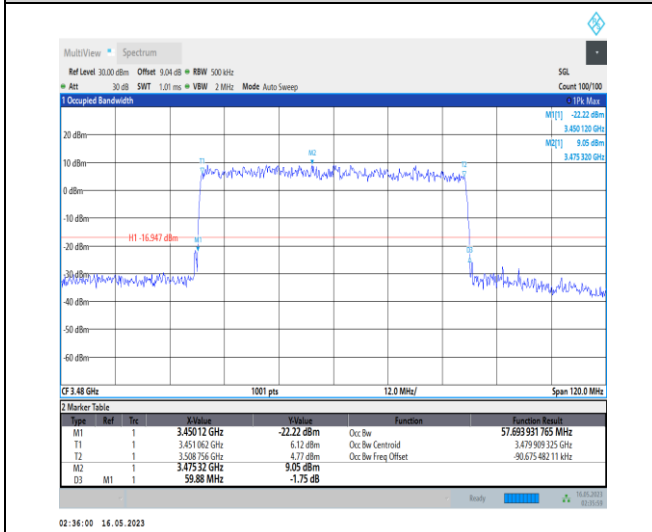 MultiView Spectrum
Ref Level 30.00 dBm Offset 9.04 dB RBW 500 kHz SGL
Att 30 dB SWT 1.01 ms VBW 2 MHz Mode Auto Sweep Count 100/100
1 Occupied Bandwidth 1Pk Max
M1[1] -22.22 dBm
3.450 120 GHz
M2[1] 9.05 dBm
3.475 320 GHz
20 dBm
M2
T1 T2
10 dBm
0 dBm
-10 dBm
H1 -16.947 dBm
M1
-20 dBm
D3
-30 dBm
-40 dBm
-50 dBm
-60 dBm
CF 3.48 GHz 1001 pts 12.0 MHz/ Span 120.0 MHz
2 Marker Table
Type Ref Trc X-Value Y-Value Function Function Result
M1 1 3.45012 GHz -22.22 dBm Occ Bw 57.693 931 765 MHz
T1 1 3.451 062 GHz 6.12 dBm Occ Bw Centroid 3.479 909 325 GHz
T2 1 3.508 756 GHz 4.77 dBm Occ Bw Freq Offset -90.675 482 11 kHz
M2 1 3.47532 GHz 9.05 dBm
D3 M1 1 59.88 MHz -1.75 dB
Ready 16.05.2023
02:35:59
02:36:00 16.05.2023